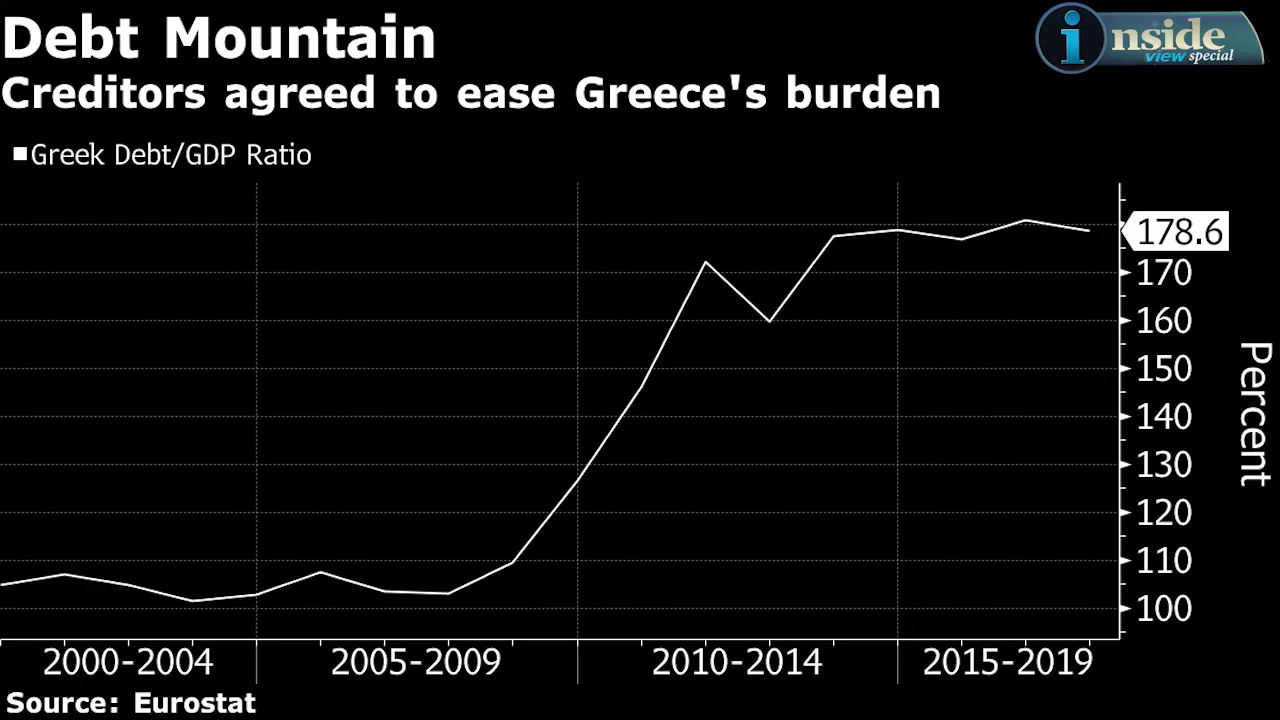 Debt Mountain
Creditors agreed to ease Greece's burden
inside
view special
Greek Debt/GDP Ratio
178.6
170
160
150
140
130
120
110
100
Percent
2000-2004 2005-2009 2010-2014 2015-2019
Source: Eurostat